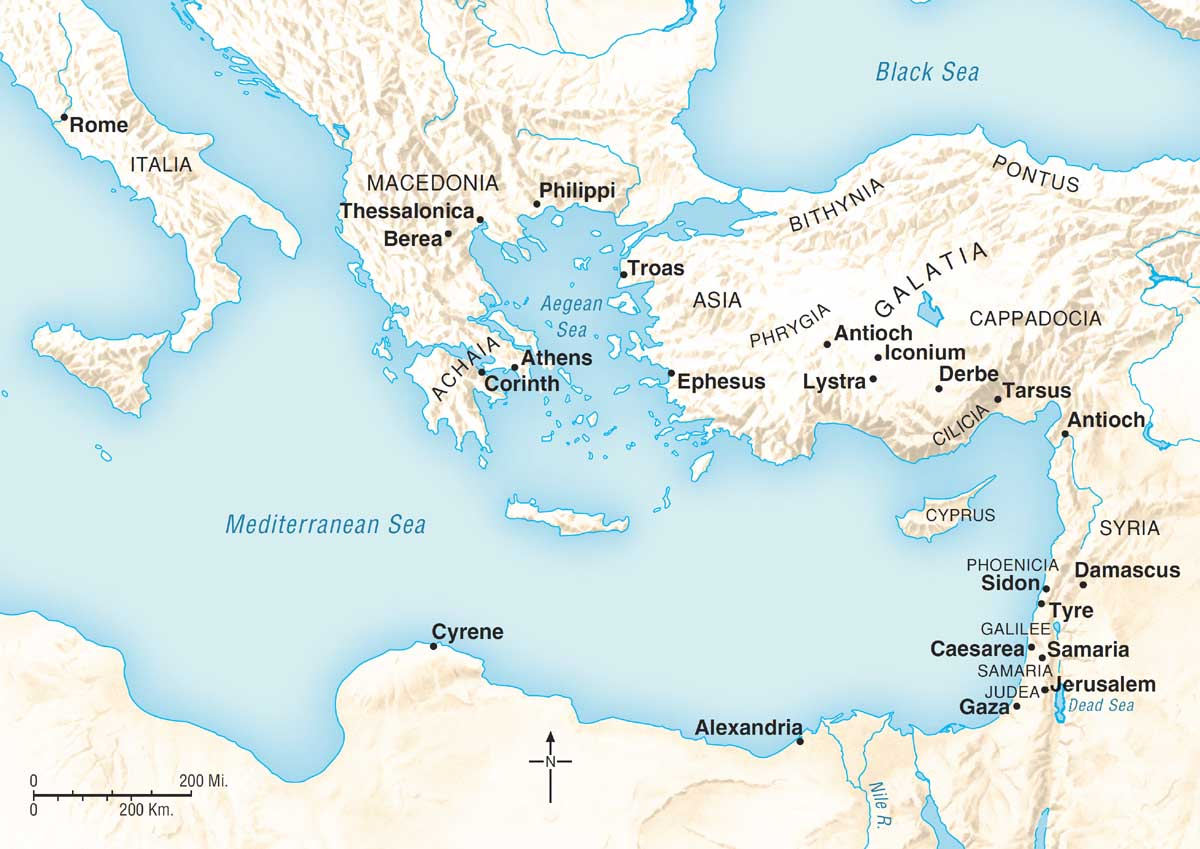 Black Sea
Rome
ITALIA
PONTUS
MACEDONIA
Philippi
BITHYNIA
Thessalonica
Berea
Troas
GALATIA
Aegean
Sea
ASIA
PHRYGIA
CAPPADOCIA
Antioch
Iconium
ACHAIA
Athens
Corinth
Ephesus
Lystra
Derbe
Tarsus
CILICIA
Antioch
Mediterranean Sea
CYPRUS
SYRIA
PHOENICIA
Sidon
Damascus
Tyre
Cyrene
GALILEE
Caesarea
Samaria
SAMARIA
Jerusalem
JUDEA
Gaza
Dead Sea
Alexandria
N
Nile R.
0 200 Mi.
0 200 Km.